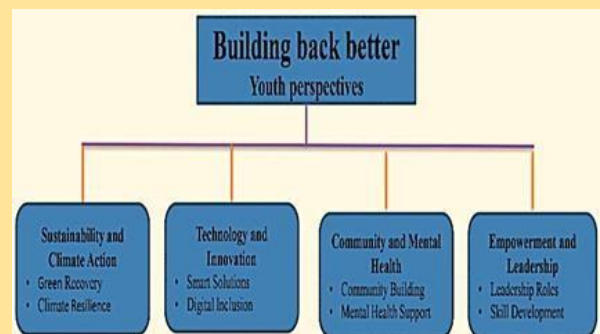 Building back better
Youth perspectives
Sustainability and
Climate Action
• Green Recovery
• Climate Resilience
Technology and
Innovation
• Smart Solutions
• Digital Inclusion
Community and Mental
Health
• Community Building
• Mental Health Support
Empowerment and
Leadership
• Leadership Roles
• Skill Development